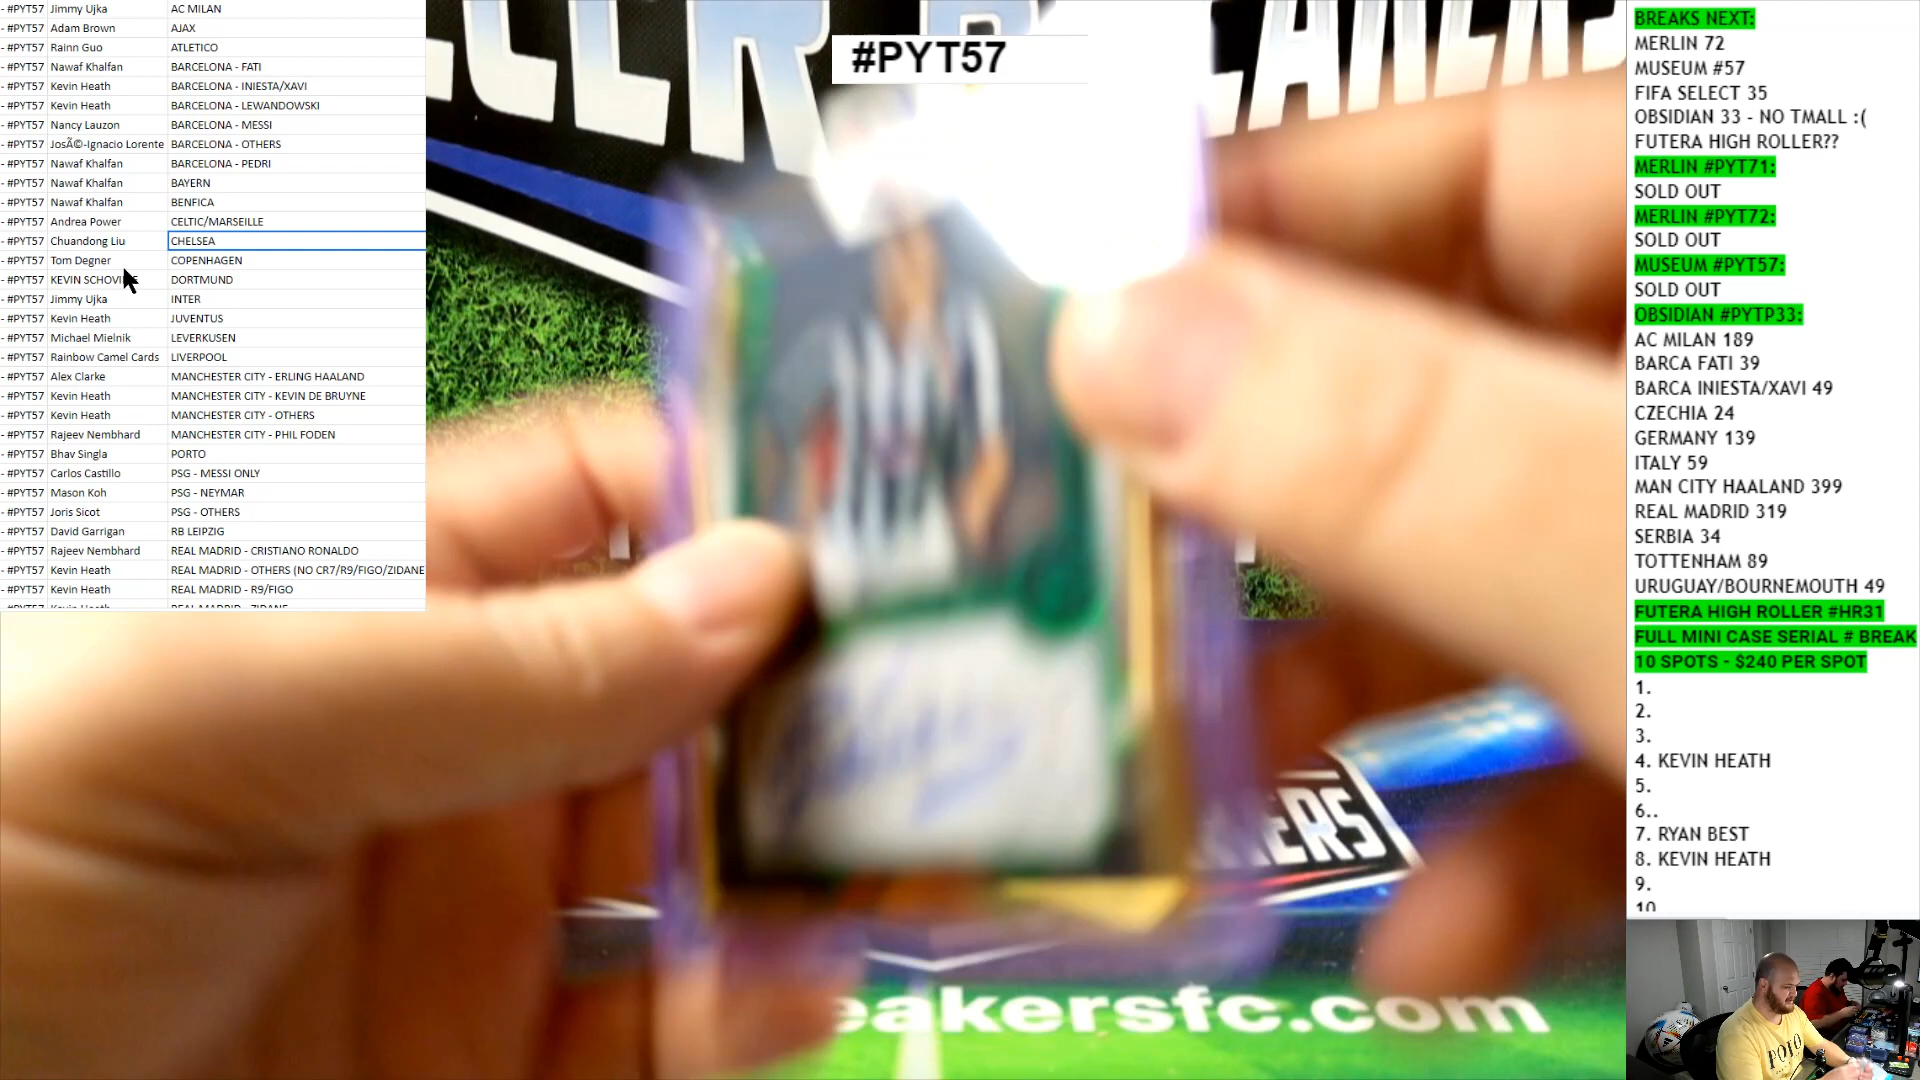 - #PYT57 Jimmy Ujka AC MILAN
- #PYT57 Adam Brown AJAX
- #PYT57 Rainn Guo ATLETICO
- #PYT57 Nawaf Khalfan BARCELONA - FATI
- #PYT57 Kevin Heath BARCELONA - INIESTA/XAVI
- #PYT57 Kevin Heath BARCELONA - LEWANDOWSKI
- #PYT57 Nancy Lauzon BARCELONA - MESSI
- #PYT57 JosÃ©-Ignacio Lorente BARCELONA - OTHERS
- #PYT57 Nawaf Khalfan BARCELONA - PEDRI
- #PYT57 Nawaf Khalfan BAYERN
- #PYT57 Nawaf Khalfan BENFICA
- #PYT57 Andrea Power CELTIC/MARSEILLE
- #PYT57 Chuandong Liu CHELSEA
- #PYT57 Tom Degner COPENHAGEN
- #PYT57 KEVIN DORTMUND
- #PYT57 Jimmy Ujka INTER
- #PYT57 Kevin Heath JUVENTUS
- #PYT57 Michael Mielnik LEVERKUSEN
- #PYT57 Rainbow Camel Cards LIVERPOOL
- #PYT57 Alex Clarke MANCHESTER CITY - ERLING HAALAND
- #PYT57 Kevin Heath MANCHESTER CITY - KEVIN DE BRUYNE
- #PYT57 Kevin Heath MANCHESTER CITY - OTHERS
- #PYT57 Rajeev Nembhard MANCHESTER CITY - PHIL FODEN
- #PYT57 Bhav Singla PORTO
- #PYT57 Carlos Castillo PSG - MESSI ONLY
- #PYT57 Mason Koh PSG - NEYMAR
- #PYT57 Joris Sicot PSG - OTHERS
- #PYT57 David Garrigan RB LEIPZIG
- #PYT57 Rajeev Nembhard REAL MADRID - CRISTIANO RONALDO
- #PYT57 Kevin Heath REAL MADRID - OTHERS (NO CR7/R9/FIGO/ZIDANE
- #PYT57 Kevin Heath REAL MADRID - R9/FIGO
#PYT57
BREAKS NEXT:
MERLIN 72
MUSEUM #57
FIFA SELECT 35
OBSIDIAN 33 - NO TMALL :(
FUTERA HIGH ROLLER??
MERLIN #PYT71:
SOLD OUT
MERLIN #PYT72:
SOLD OUT
MUSEUM #PYT57:
SOLD OUT
OBSIDIAN #PYTP33:
AC MILAN 189
BARCA FATI 39
BARCA INIESTA/XAVI 49
CZECHIA 24
GERMANY 139
ITALY 59
MAN CITY HAALAND 399
REAL MADRID 319
SERBIA 34
TOTTENHAM 89
URUGUAY/BOURNEMOUTH 49
FUTERA HIGH ROLLER #HR31
FULL MINI CASE SERIAL # BREAK
10 SPOTS - $240 PER SPOT
1.
2.
3.
4. KEVIN HEATH
5.
6..
7. RYAN BEST
8. KEVIN HEATH
9.
10
ERS
eakersfc.com